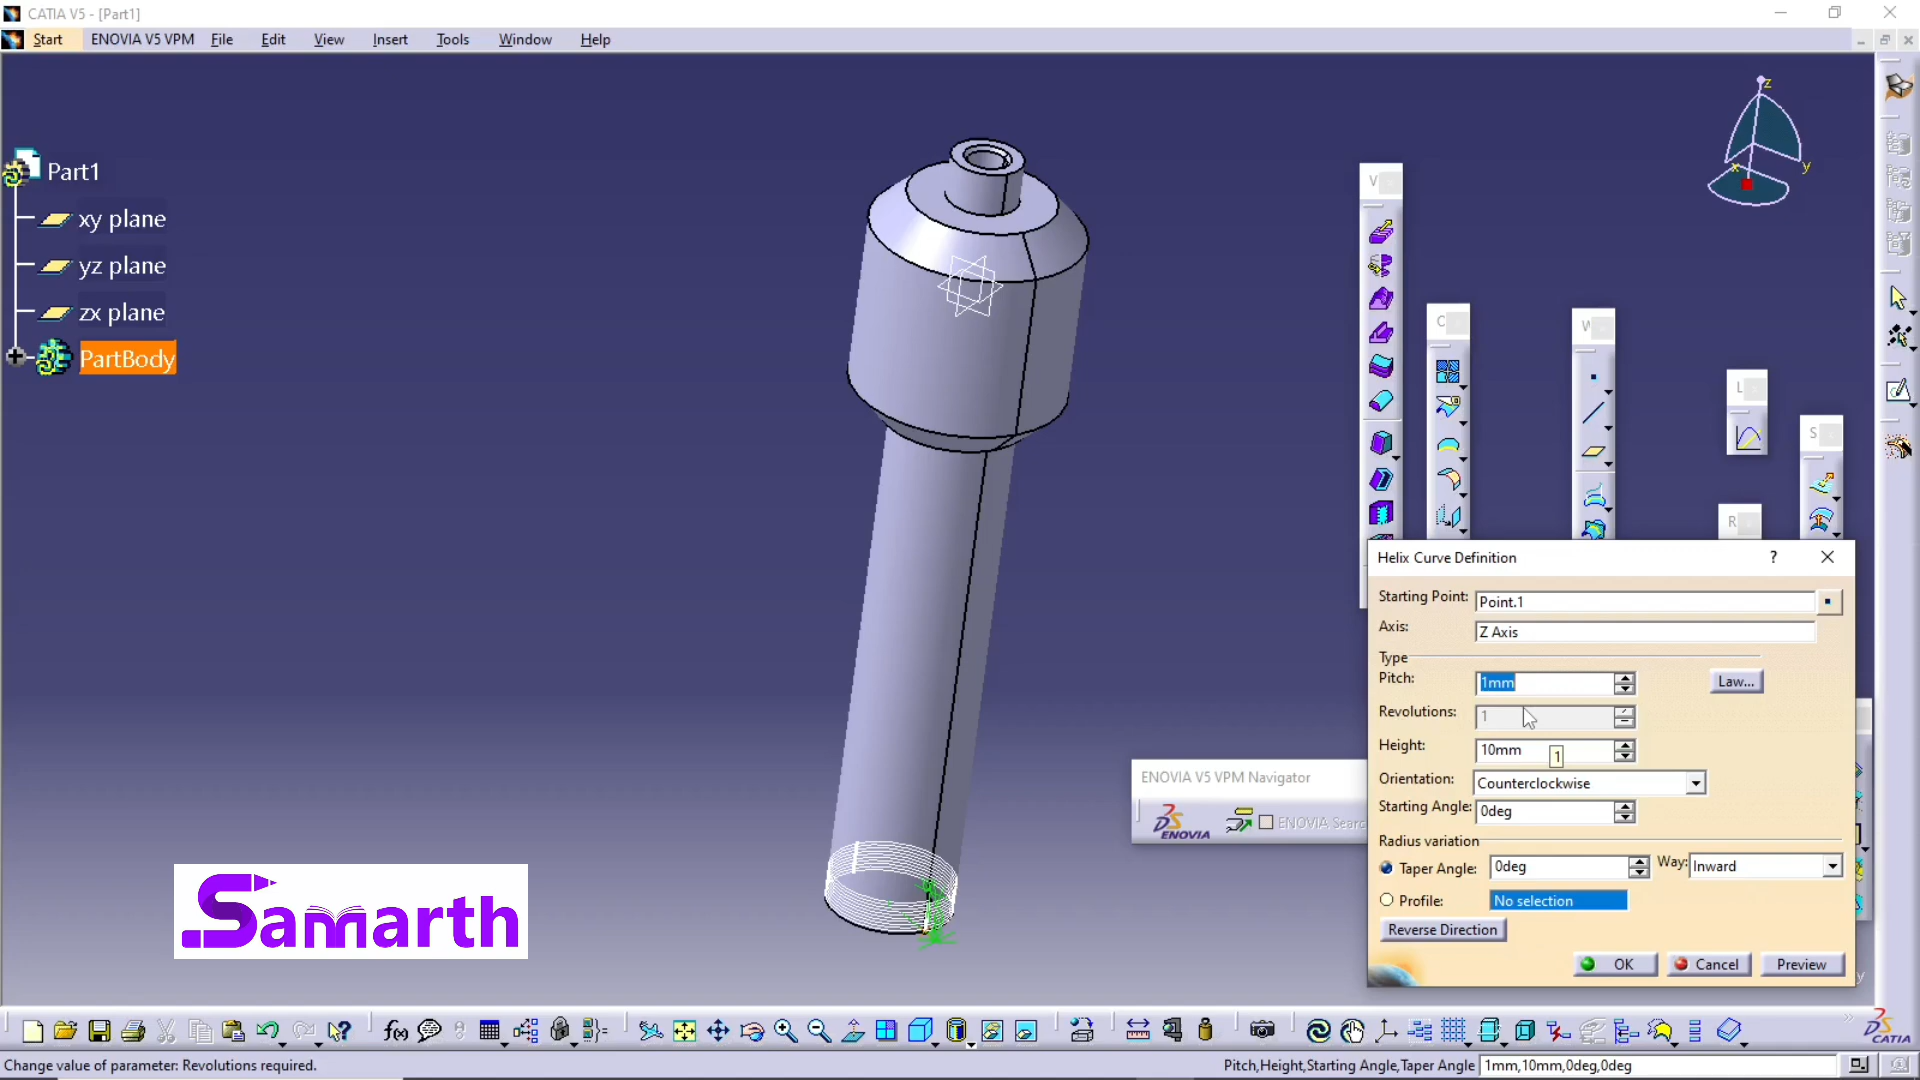 CATIA V5 - [Part1]
Start
ENOVIA V5 VPM
File
Edit
View
Insert
Tools
Window
Help
Part1
xy plane
yz plane
zx plane
PartBody
z
x
y
V
C
W
L
S
R
Helix Curve Definition
?
Starting Point:
Point.1
Axis:
Z Axis
Type
Pitch:
1mm
Law...
Revolutions:
1
Height:
10mm
1
Orientation:
Counterclockwise
Starting Angle:
0deg
Radius variation
Taper Angle:
0deg
Way:
Inward
Profile:
No selection
Reverse Direction
OK
Cancel
Preview
ENOVIA V5 VPM Navigator
ENOVIA
ENOVIA Searc
Samarth
f(x)
CATIA
Change value of parameter: Revolutions required.
Pitch,Height,Starting Angle,Taper Angle
1mm,10mm,0deg,0deg